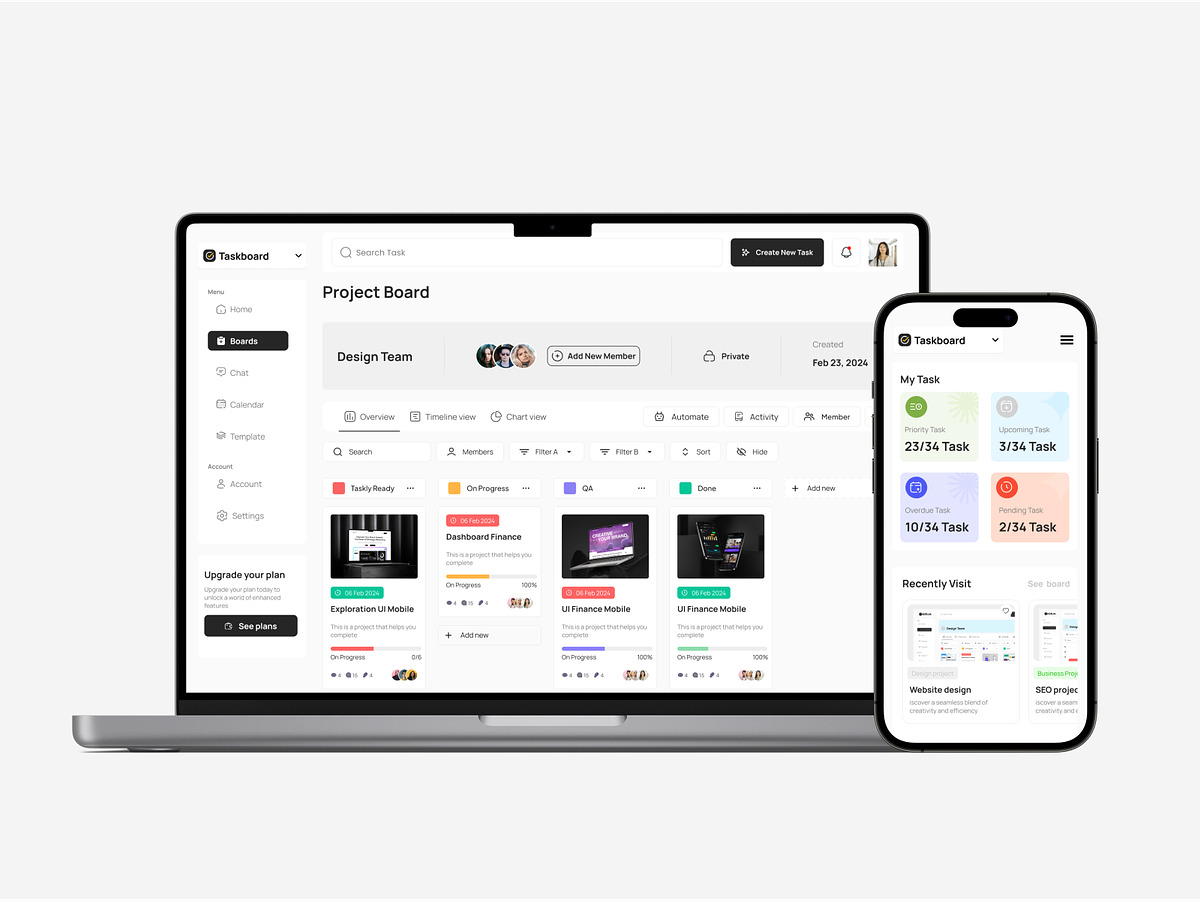 Taskboard
Search Task
Create New Task
Menu
Home
Boards
Chat
Calendar
Template
Account
Account
Settings
Upgrade your plan
Upgrade your plan today to
unlock a world of enhanced
features
See plans
Project Board
Design Team
Add New Member
Private
Created
Feb 23, 2024
Overview
Timeline view
Chart view
Automate
Activity
Member
Search
Members
Filter A
Filter B
Sort
Hide
Taskly Ready
On Progress
QA
Done
Add new
06 Feb 2024
Exploration UI Mobile
This is a project that helps you
complete
On Progress 0/6
4 15 4
06 Feb 2024
Dashboard Finance
This is a project that helps you
complete
On Progress 100%
4 15 4
Add new
CREATIVE
YOUR BRAND
06 Feb 2024
UI Finance Mobile
This is a project that helps you
complete
On Progress 100%
4 15 4
06 Feb 2024
UI Finance Mobile
This is a project that helps you
complete
On Progress 100%
4 15 4
Taskboard
My Task
Priority Task
23/34 Task
Upcoming Task
3/34 Task
Overdue Task
10/34 Task
Pending Task
2/34 Task
Recently Visit
See board
Design Team
Design project
Website design
iscover a seamless blend of
creativity and efficiency
Business Proj
SEO projec
iscover a seam
creativity and e